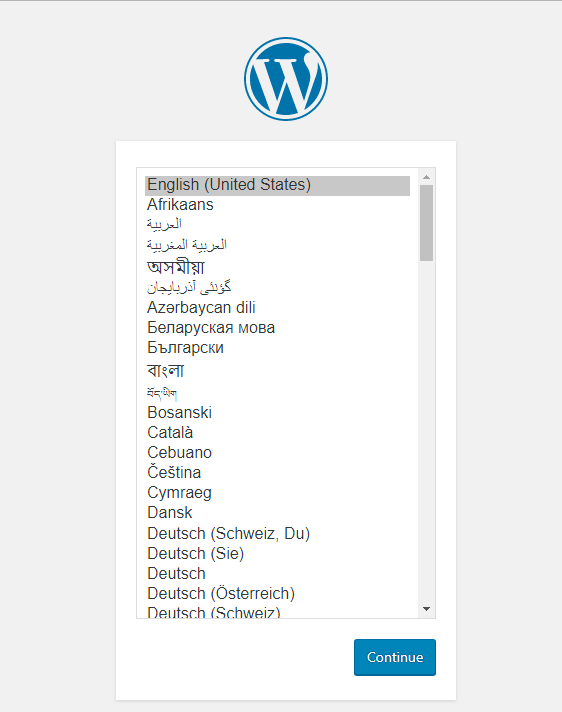 English (United States)
Afrikaans
العربية
العربية المغربية
অসমীয়া
گؤنئی آذربایجان
Azərbaycan dili
Беларуская мова
Български
বাংলা
བོད་ཡིག
Bosanski
Català
Cebuano
Čeština
Cymraeg
Dansk
Deutsch (Schweiz, Du)
Deutsch (Sie)
Deutsch
Deutsch (Österreich)
Deutsch (Schweiz)
Continue